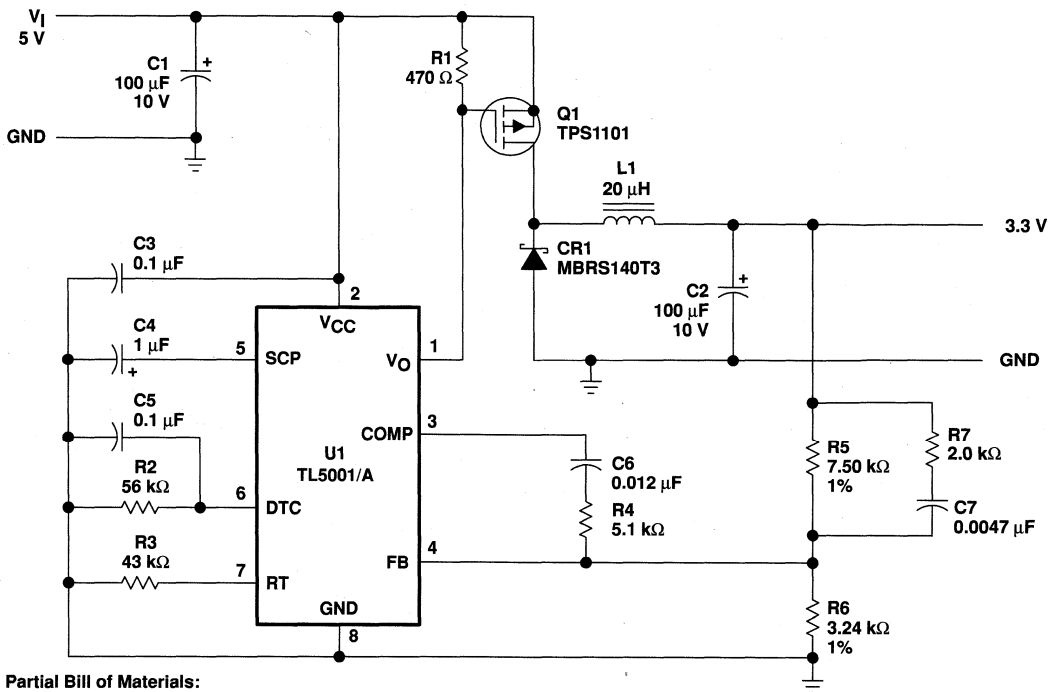 VI
5 V
C1
100 μF
10 V
+
GND
R1
470 Ω
Q1
TPS1101
L1
20 μH
3.3 V
CR1
MBRS140T3
C2
100 μF
10 V
+
GND
C3
0.1 μF
C4
1 μF
+
C5
0.1 μF
R2
56 kΩ
R3
43 kΩ
2
VCC
5
SCP
1
VO
3
COMP
U1
TL5001/A
6
DTC
4
FB
7
RT
GND
8
C6
0.012 μF
R4
5.1 kΩ
R5
7.50 kΩ
1%
R7
2.0 kΩ
C7
0.0047 μF
R6
3.24 kΩ
1%
Partial Bill of Materials: